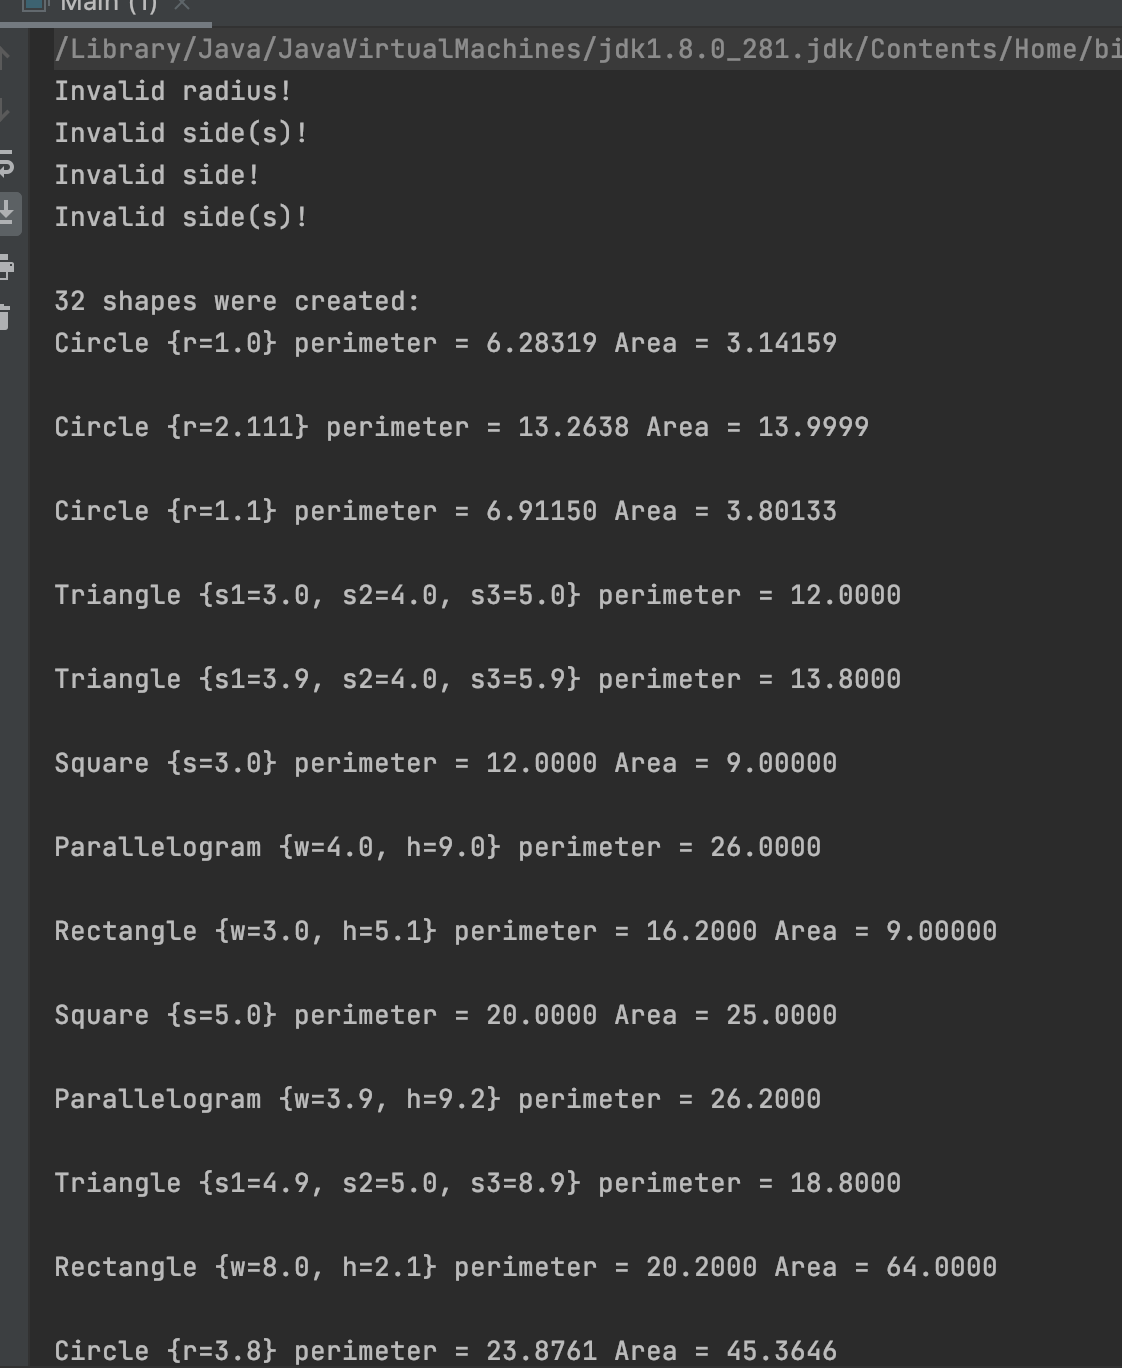 Main (1)
/Library/Java/JavaVirtualMachines/jdk1.8.0_281.jdk/Contents/Home/bi
Invalid radius!
Invalid side(s)!
Invalid side!
Invalid side(s)!
32 shapes were created:
Circle {r=1.0} perimeter = 6.28319 Area = 3.14159
Circle {r=2.111} perimeter = 13.2638 Area = 13.9999
Circle {r=1.1} perimeter = 6.91150 Area = 3.80133
Triangle {s1=3.0, s2=4.0, s3=5.0} perimeter = 12.0000
Triangle {s1=3.9, s2=4.0, s3=5.9} perimeter = 13.8000
Square {s=3.0} perimeter = 12.0000 Area = 9.00000
Parallelogram {w=4.0, h=9.0} perimeter = 26.0000
Rectangle {w=3.0, h=5.1} perimeter = 16.2000 Area = 9.00000
Square {s=5.0} perimeter = 20.0000 Area = 25.0000
Parallelogram {w=3.9, h=9.2} perimeter = 26.2000
Triangle {s1=4.9, s2=5.0, s3=8.9} perimeter = 18.8000
Rectangle {w=8.0, h=2.1} perimeter = 20.2000 Area = 64.0000
Circle {r=3.8} perimeter = 23.8761 Area = 45.3646